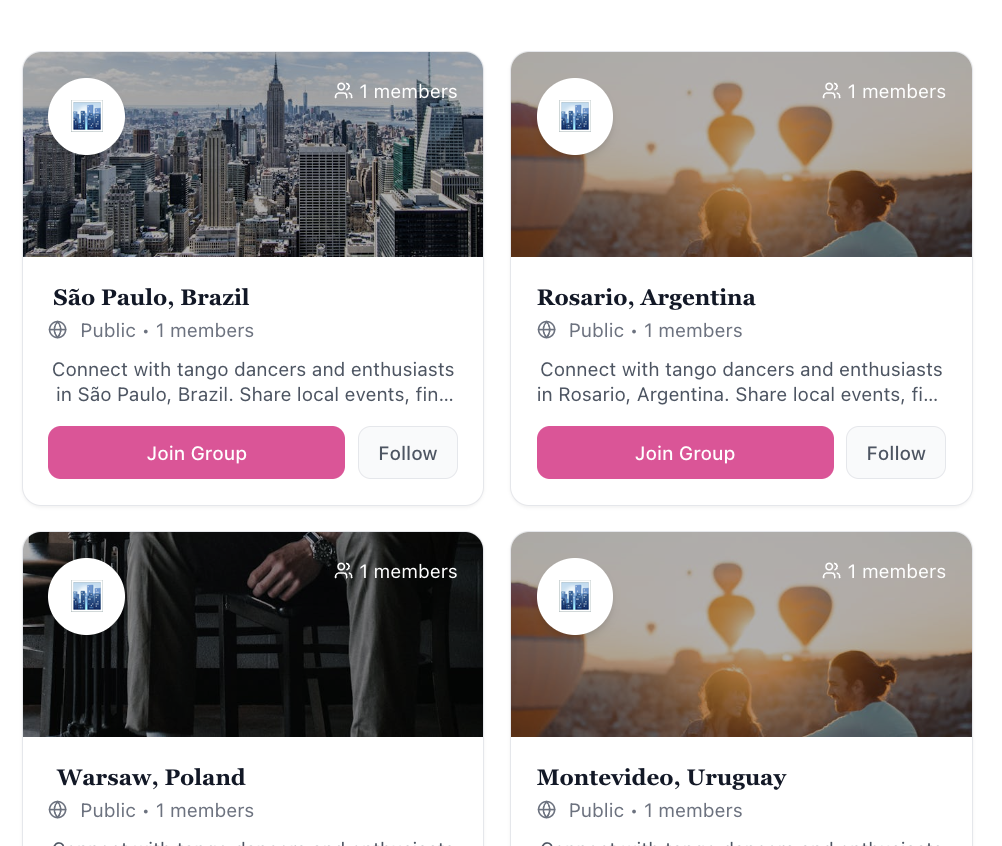 1 members
São Paulo, Brazil
Public • 1 members
Connect with tango dancers and enthusiasts
in São Paulo, Brazil. Share local events, fin...
Join Group
Follow
1 members
Rosario, Argentina
Public • 1 members
Connect with tango dancers and enthusiasts
in Rosario, Argentina. Share local events, fi...
Join Group
Follow
1 members
Warsaw, Poland
Public • 1 members
1 members
Montevideo, Uruguay
Public • 1 members